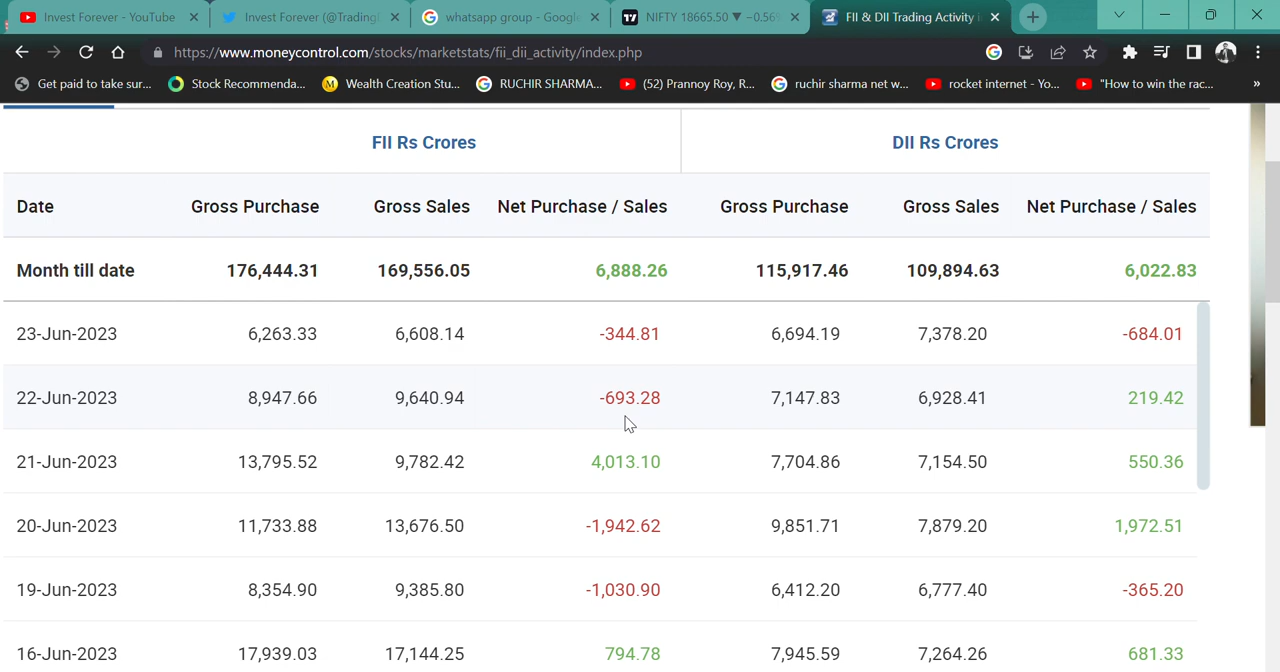 Invest Forever - YouTube
Invest Forever (@Trading
whatsapp group - Google
NIFTY 18665.50 ▼ −0.56%
FII & DII Trading Activity i
https://www.moneycontrol.com/stocks/marketstats/fii_dii_activity/index.php
Get paid to take sur... Stock Recommenda... Wealth Creation Stu... RUCHIR SHARMA... (52) Prannoy Roy, R... ruchir sharma net w... rocket internet - Yo... "How to win the rac... »
FII Rs Crores DII Rs Crores
Date Gross Purchase Gross Sales Net Purchase / Sales Gross Purchase Gross Sales Net Purchase / Sales
Month till date 176,444.31 169,556.05 6,888.26 115,917.46 109,894.63 6,022.83
23-Jun-2023 6,263.33 6,608.14 -344.81 6,694.19 7,378.20 -684.01
22-Jun-2023 8,947.66 9,640.94 -693.28 7,147.83 6,928.41 219.42
21-Jun-2023 13,795.52 9,782.42 4,013.10 7,704.86 7,154.50 550.36
20-Jun-2023 11,733.88 13,676.50 -1,942.62 9,851.71 7,879.20 1,972.51
19-Jun-2023 8,354.90 9,385.80 -1,030.90 6,412.20 6,777.40 -365.20
16-Jun-2023 17,939.03 17,144.25 794.78 7,945.59 7,264.26 681.33